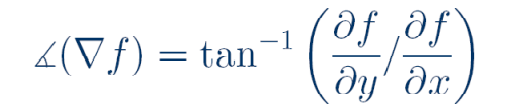 ∡(∇f) = tan⁻¹ (∂f/∂y / ∂f/∂x)